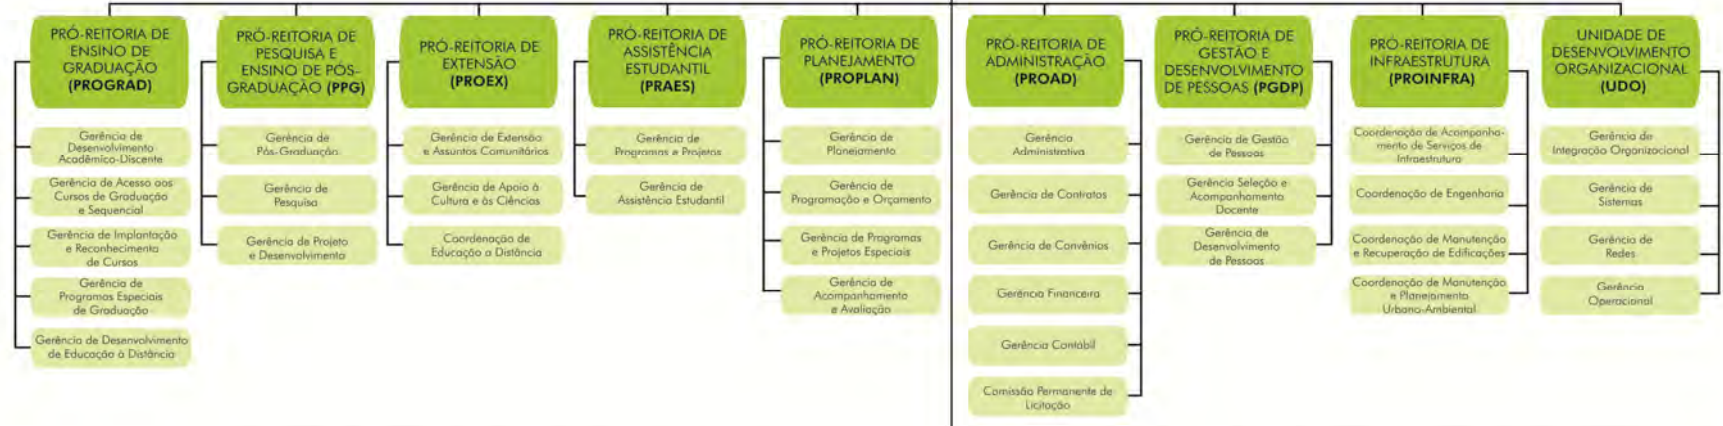 PRÓ-REITORIA DE
ENSINO DE
GRADUAÇÃO
(PROGRAD)
Gerência de
Desenvolvimento
Acadêmico-Discente
Gerência de Acesso aos
Cursos de Graduação
e Sequencial
Gerência de Implantação
e Reconhecimento
de Cursos
Gerência de
Programas Especiais
de Graduação
Gerência de Desenvolvimento
de Educação à Distância
PRÓ-REITORIA DE
PESQUISA E
ENSINO DE PÓS-
GRADUAÇÃO (PPG)
Gerência de
Pós-Graduação
Gerência de
Pesquisa
Gerência de Projeto
e Desenvolvimento
PRÓ-REITORIA DE
EXTENSÃO
(PROEX)
Gerência de Extensão
e Assuntos Comunitários
Gerência de Apoio à
Cultura e às Ciências
Coordenação de
Educação a Distância
PRÓ-REITORIA DE
ASSISTÊNCIA
ESTUDANTIL
(PRAES)
Gerência de
Programas e Projetos
Gerência de
Assistência Estudantil
PRÓ-REITORIA DE
PLANEJAMENTO
(PROPLAN)
Gerência de
Planejamento
Gerência de
Programação e Orçamento
Gerência de Programas
e Projetos Especiais
Gerência de
Acompanhamento
e Avaliação
PRÓ-REITORIA DE
ADMINISTRAÇÃO
(PROAD)
Gerência
Administrativa
Gerência de Contratos
Gerência de Convênios
Gerência Financeira
Gerência Contábil
Comissão Permanente de
Licitação
PRÓ-REITORIA DE
GESTÃO E
DESENVOLVIMENTO
DE PESSOAS (PGDP)
Gerência de Gestão
de Pessoas
Gerência Seleção e
Acompanhamento
Docente
Gerência de
Desenvolvimento
de Pessoas
PRÓ-REITORIA DE
INFRAESTRUTURA
(PROINFRA)
Coordenação de Acompanha-
mento de Serviços de
Infraestrutura
Coordenação de Engenharia
Coordenação de Manutenção
e Recuperação de Edificações
Coordenação de Manutenção
e Planejamento
Urbano-Ambiental
UNIDADE DE
DESENVOLVIMENTO
ORGANIZACIONAL
(UDO)
Gerência de
Integração Organizacional
Gerência de
Sistemas
Gerência de
Redes
Gerência
Operacional